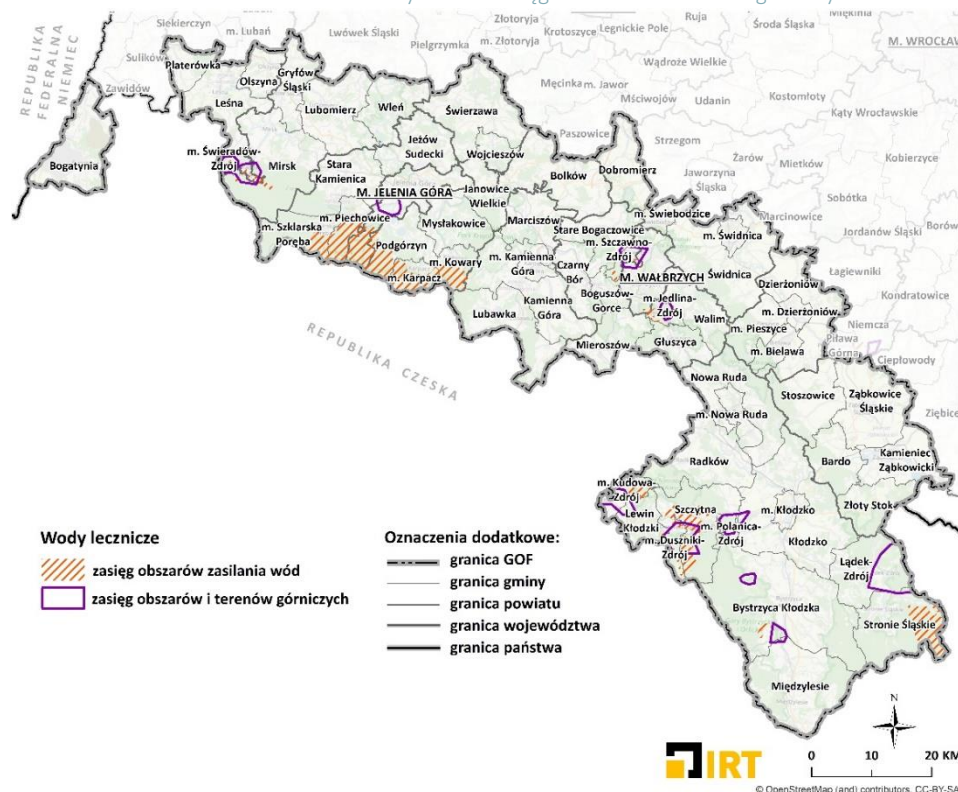 Siekierczyn
m. Lubań
Lwówek Śląski
Pielgrzymka
Złotoryja
m. Złotoryja
Krotoszyce
Legnickie Pole
Ruja
Środa Śląska
Miękinia
M. WROCŁAW
REPUBLIKA
FEDERALNA
NIEMIEC
Sulików
Zawidów
Męcinka
m. Jawor
Wądroże Wielkie
Mściwojów
Udanin
Kostomłoty
Kąty Wrocławskie
Paszowice
Strzegom
Żarów
Mietków
Kobierzyce
Jaworzyna
Śląska
Sobótka
Marcinowice
Jordanów Śląski
Borów
Łagiewniki
Kondratowice
Niemcza
Piława
Górna
Ciepłowody
Ziębice
Platerówka
Olszyna
Gryfów
Śląski
Leśna
Lubomierz
Wleń
Świerzawa
Bogatynia
m. Świeradów-
Zdrój
Mirsk
Stara
Kamienica
Jeżów
Sudecki
Wojcieszów
Bolków
Dobromierz
M. JELENIA GÓRA
Janowice
Wielkie
Marciszów
m. Piechowice
Mysłakowice
m. Szklarska
Poręba
Podgórzyn
m. Kowary
m. Karpacz
m. Kamienna
Góra
Kamienna
Góra
Lubawka
Stare Bogaczowice
m. Szczawno-
Zdrój
m. Świebodzice
m. Świdnica
Świdnica
Czarny
Bór
M. WAŁBRZYCH
Boguszów-
Gorce
m. Jedlina-
Zdrój
Walim
Głuszyca
Mieroszów
Dzierżoniów
m. Dzierżoniów
m. Pieszyce
m. Bielawa
REPUBLIKA CZESKA
Nowa Ruda
m. Nowa Ruda
Stoszowice
Ząbkowice
Śląskie
Radków
Bardo
Kamieniec
Ząbkowicki
Złoty Stok
m. Kudowa-
Zdrój
Lewin
Kłodzki
Szczytna
m. Polanica-
Zdrój
m. Duszniki-
Zdrój
m. Kłodzko
Kłodzko
Lądek-
Zdrój
Bystrzyca Kłodzka
Stronie Śląskie
Międzylesie
Wody lecznicze
zasięg obszarów zasilania wód
zasięg obszarów i terenów górniczych
Oznaczenia dodatkowe:
granica GOF
granica gminy
granica powiatu
granica województwa
granica państwa
N
IRT
0 10 20 KM
© OpenStreetMap (and) contributors, CC-BY-SA